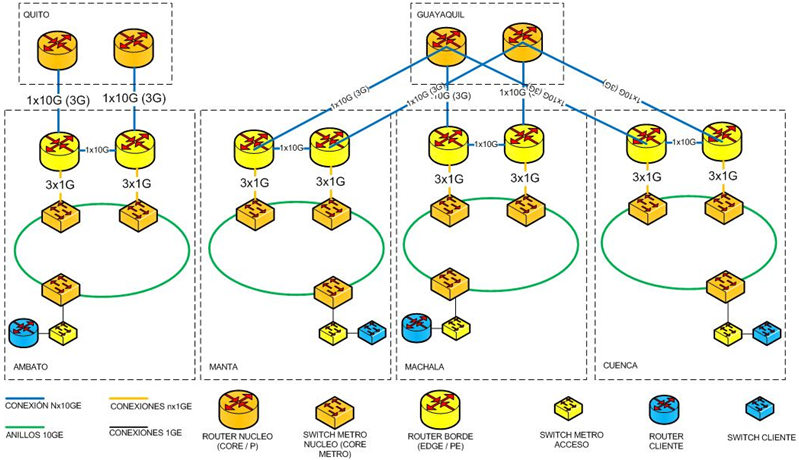 QUITO
GUAYAQUIL
1x10G (3G)
1x10G (3G)
1x10G (3G)
1x10G (3G)
0G (3G)
1x10G
1x10G (3G)
1x10G (3G)
1x10G
1x10G
1x10G
1x10G
3x1G
3x1G
3x1G
3x1G
3x1G
3x1G
3x1G
3x1G
AMBATO
MANTA
MACHALA
CUENCA
CONEXIÓN Nx10GE
CONEXIONES nx1GE
ANILLOS 10GE
CONEXIONES 1GE
ROUTER NUCLEO
(CORE / P)
SWITCH METRO
NUCLEO (CORE
METRO)
ROUTER BORDE
(EDGE / PE)
SWITCH METRO
ACCESO
ROUTER
CLIENTE
SWITCH CLIENTE